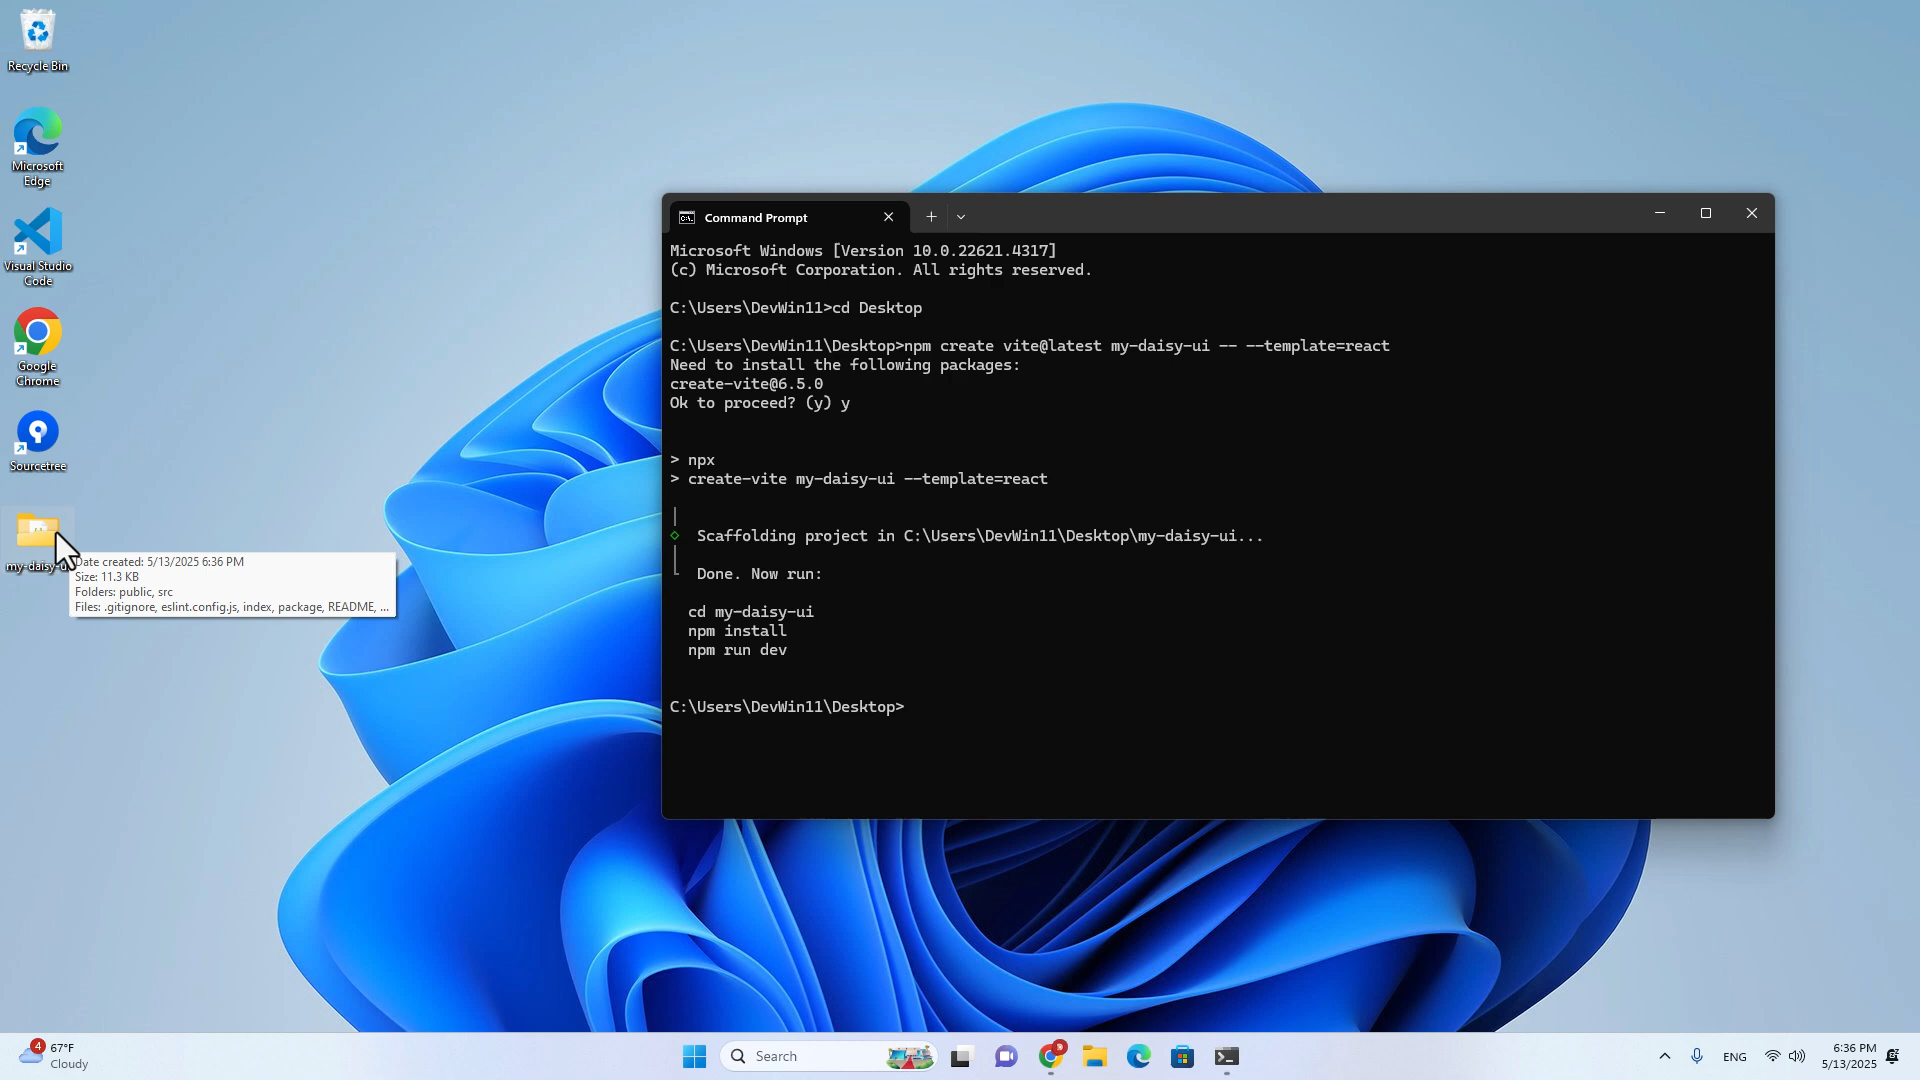 Recycle Bin
Microsoft
Edge
Visual Studio
Code
Google
Chrome
Sourcetree
my-daisy-u
Date created: 5/13/2025 6:36 PM
Size: 11.3 KB
Folders: public, src
Files: .gitignore, eslint.config.js, index, package, README, ...
Command Prompt
Microsoft Windows [Version 10.0.22621.4317]
(c) Microsoft Corporation. All rights reserved.
C:\Users\DevWin11>cd Desktop
C:\Users\DevWin11\Desktop>npm create vite@latest my-daisy-ui -- --template=react
Need to install the following packages:
create-vite@6.5.0
Ok to proceed? (y) y
> npx
> create-vite my-daisy-ui --template=react
Scaffolding project in C:\Users\DevWin11\Desktop\my-daisy-ui...
Done. Now run:
cd my-daisy-ui
npm install
npm run dev
C:\Users\DevWin11\Desktop>
4
67°F
Cloudy
Search
ENG
6:36 PM
5/13/2025